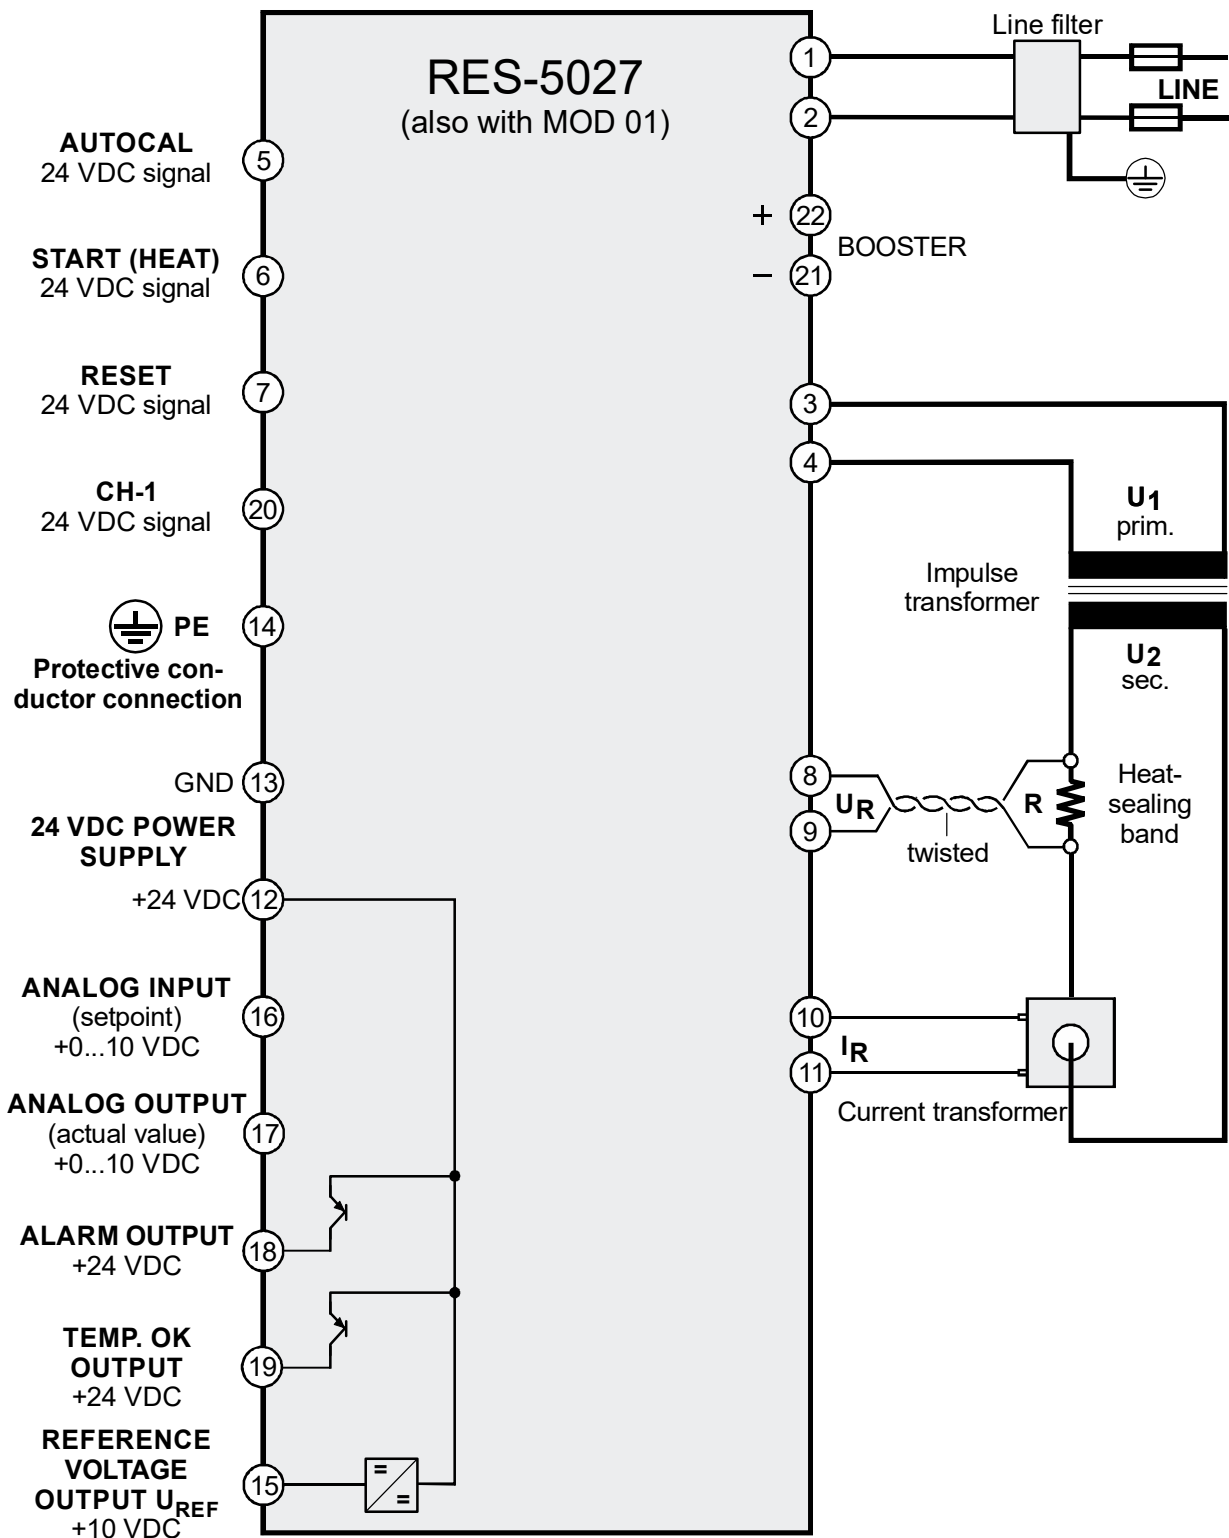 RES-5027
(also with MOD 01)
AUTOCAL
24 VDC signal
5
START (HEAT)
24 VDC signal
6
RESET
24 VDC signal
7
CH-1
24 VDC signal
20
PE
14
Protective con-
ductor connection
GND
13
24 VDC POWER
SUPPLY
+24 VDC
12
ANALOG INPUT
(setpoint)
+0...10 VDC
16
ANALOG OUTPUT
(actual value)
+0...10 VDC
17
ALARM OUTPUT
+24 VDC
18
TEMP. OK
OUTPUT
+24 VDC
19
REFERENCE
VOLTAGE
OUTPUT UREF
+10 VDC
15
Line filter
1
2
LINE
+
22
BOOSTER
–
21
3
4
U1
prim.
Impulse
transformer
U2
sec.
8
9
UR
twisted
R
Heat-
sealing
band
10
11
IR
Current transformer